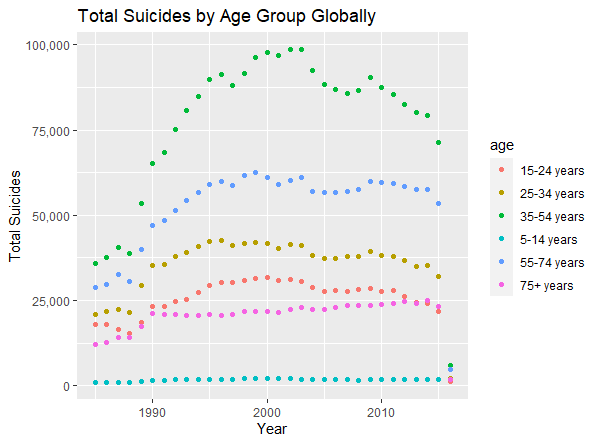 Total Suicides by Age Group Globally
100,000
75,000
50,000
25,000
0
Total Suicides
1990
2000
2010
Year
age
15-24 years
25-34 years
35-54 years
5-14 years
55-74 years
75+ years